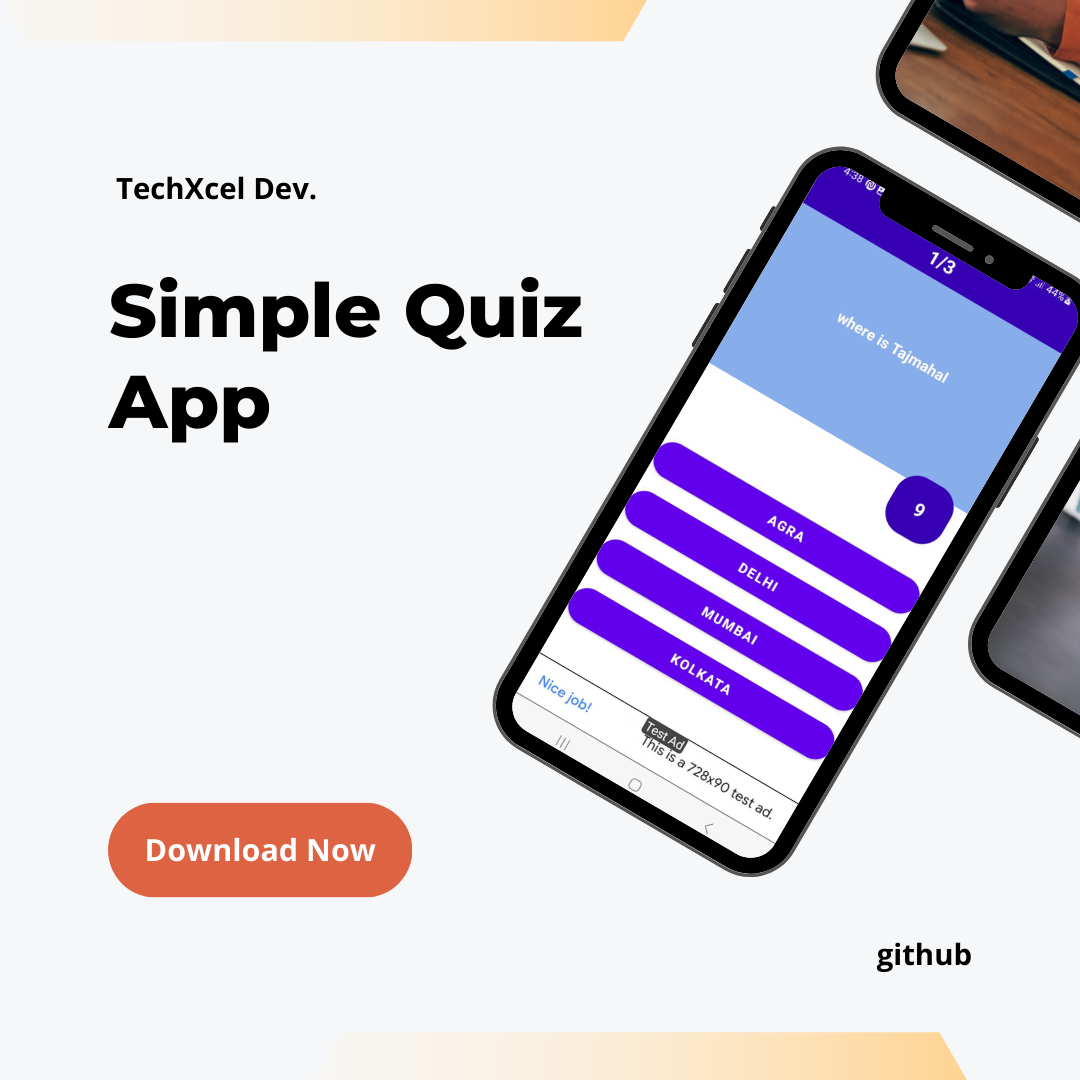 TechXcel Dev.
Simple Quiz
App
4:38
44%
1/3
where is Tajmahal
9
AGRA
DELHI
MUMBAI
KOLKATA
Nice job!
Test Ad
This is a 728x90 test ad.
Download Now
github